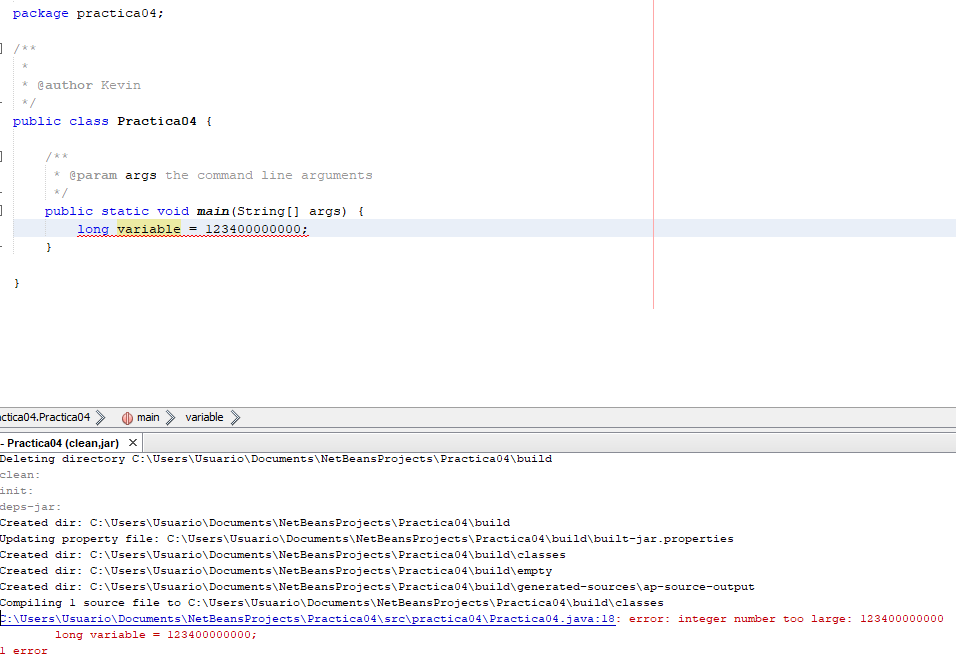 package practica04;
/**
*
* @author Kevin
*/
public class Practica04 {
/**
* @param args the command line arguments
*/
public static void main(String[] args) {
long variable = 123400000000;
}
}
ctica04.Practica04 main variable
- Practica04 (clean,jar) ×
Deleting directory C:\Users\Usuario\Documents\NetBeansProjects\Practica04\build
clean:
init:
deps-jar:
Created dir: C:\Users\Usuario\Documents\NetBeansProjects\Practica04\build
Updating property file: C:\Users\Usuario\Documents\NetBeansProjects\Practica04\build\built-jar.properties
Created dir: C:\Users\Usuario\Documents\NetBeansProjects\Practica04\build\classes
Created dir: C:\Users\Usuario\Documents\NetBeansProjects\Practica04\build\empty
Created dir: C:\Users\Usuario\Documents\NetBeansProjects\Practica04\build\generated-sources\ap-source-output
Compiling 1 source file to C:\Users\Usuario\Documents\NetBeansProjects\Practica04\build\classes
C:\Users\Usuario\Documents\NetBeansProjects\Practica04\src\practica04\Practica04.java:18: error: integer number too large: 123400000000
long variable = 123400000000;
1 error